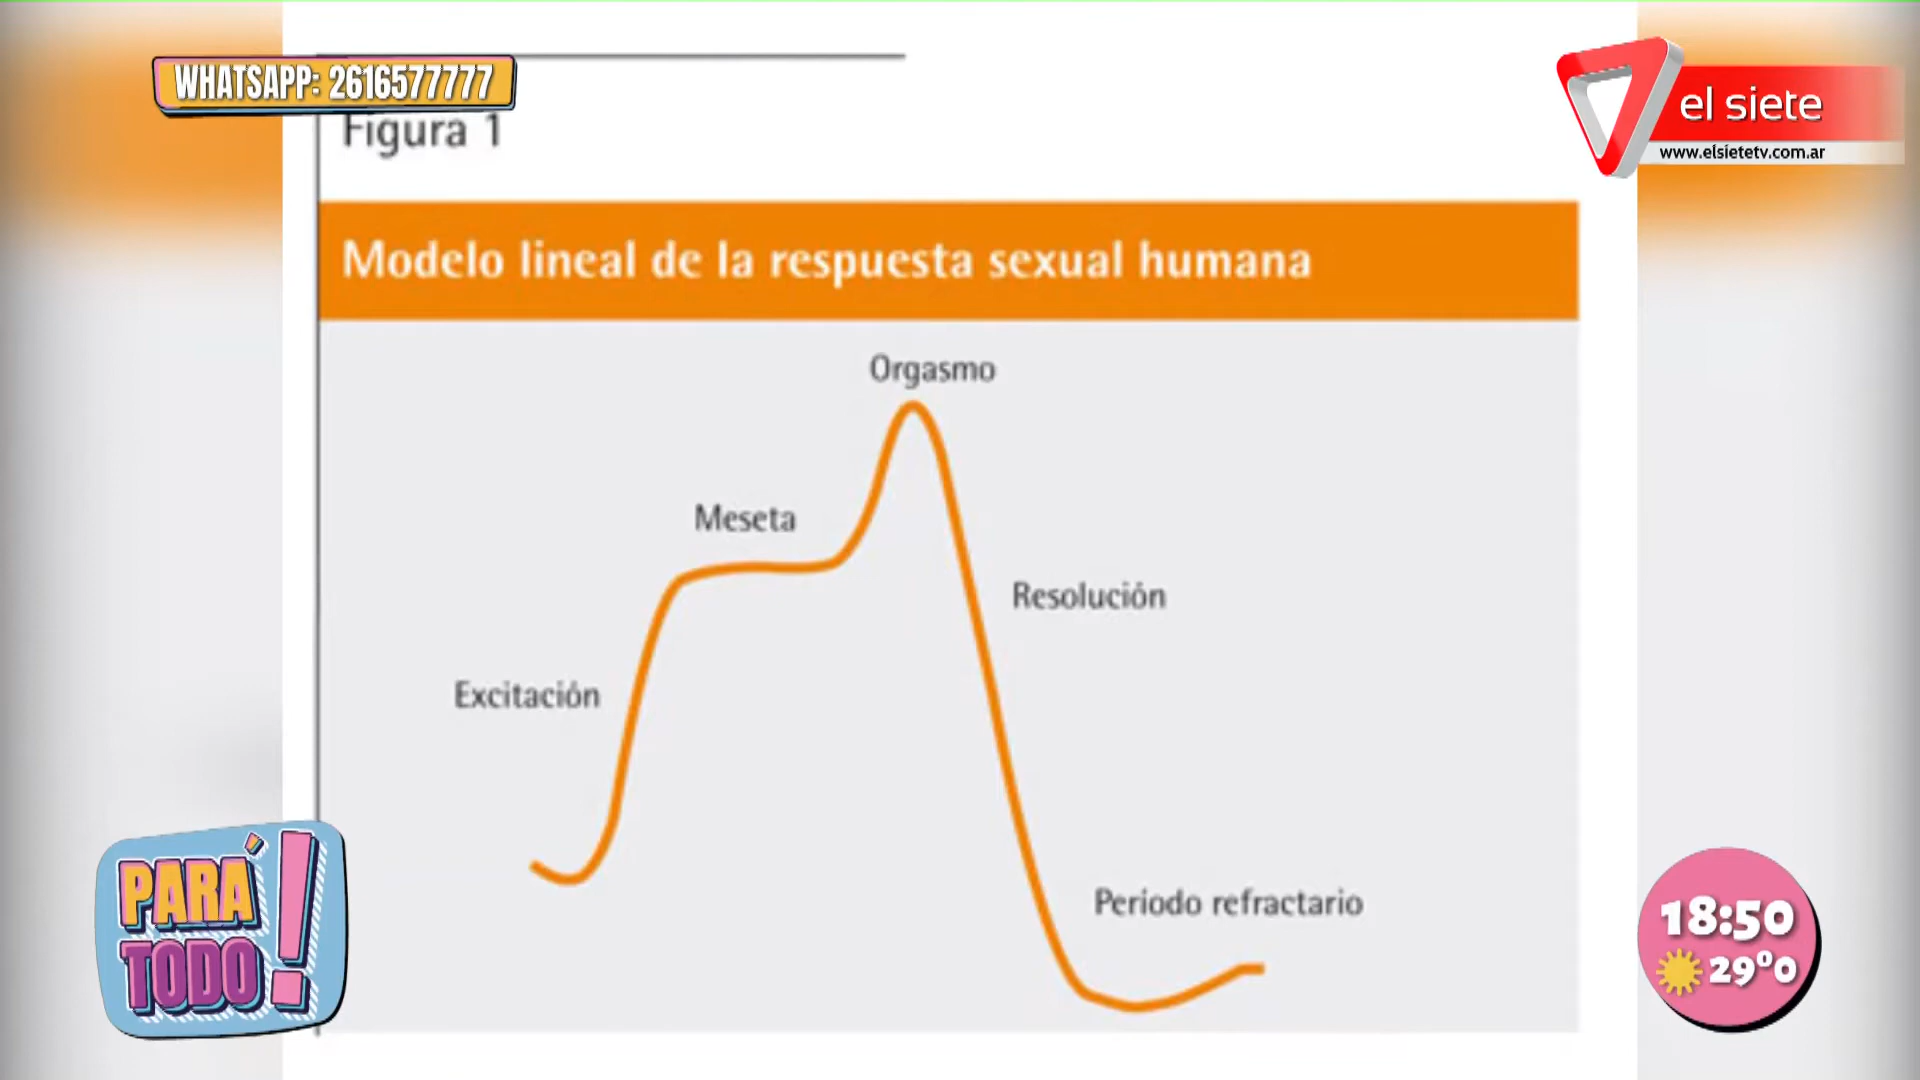 WHATSAPP: 2616577777
el siete
www.elsietetv.com.ar
Figura 1
Modelo lineal de la respuesta sexual humana
Orgasmo
Meseta
Resolución
Excitación
Periodo refractario
PARÁ
TODO!
18:50
29º0